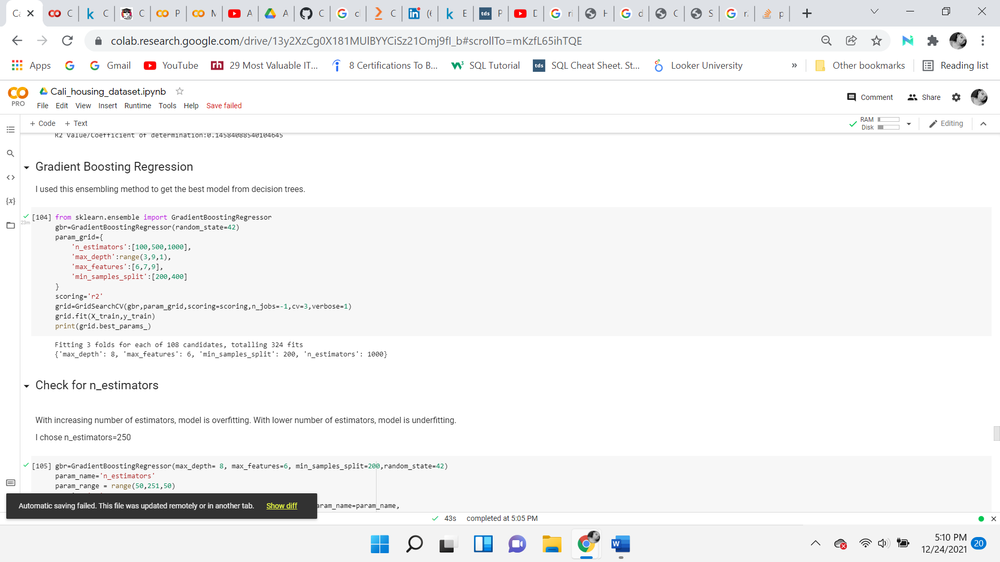 Ca
C
C
C
P
M
A
A
C
cl
C
(6
E
tds
P
D
ri
H
d
C
S
r
p
colab.research.google.com/drive/13y2XzCg0X181MUlBYYCiSz21Omj9fI_b#scrollTo=mKzfL65ihTQE
Apps
Gmail
YouTube
rh 29 Most Valuable IT...
8 Certifications To B...
SQL Tutorial
tds SQL Cheat Sheet. St...
Looker University
»
Other bookmarks
Reading list
PRO
Cali_housing_dataset.ipynb
File Edit View Insert Runtime Tools Help Save failed
Comment
Share
+ Code + Text
RAM
Disk
Editing
R2 Value/Coefficient of determination:0.14584088540104645
Gradient Boosting Regression
I used this ensembling method to get the best model from decision trees.
23m
[104] from sklearn.ensemble import GradientBoostingRegressor
gbr=GradientBoostingRegressor(random_state=42)
param_grid={
'n_estimators':[100,500,1000],
'max_depth':range(3,9,1),
'max_features':[6,7,9],
'min_samples_split':[200,400]
}
scoring='r2'
grid=GridSearchCV(gbr,param_grid,scoring=scoring,n_jobs=-1,cv=3,verbose=1)
grid.fit(X_train,y_train)
print(grid.best_params_)
Fitting 3 folds for each of 108 candidates, totalling 324 fits
{'max_depth': 8, 'max_features': 6, 'min_samples_split': 200, 'n_estimators': 1000}
Check for n_estimators
With increasing number of estimators, model is overfitting. With lower number of estimators, model is underfitting.
I chose n_estimators=250
[105] gbr=GradientBoostingRegressor(max_depth= 8, max_features=6, min_samples_split=200,random_state=42)
param_name='n_estimators'
param_range = range(50,251,50)
param_name=param_name,
Automatic saving failed. This file was updated remotely or in another tab. Show diff
43s completed at 5:05 PM
5:10 PM
12/24/2021
20